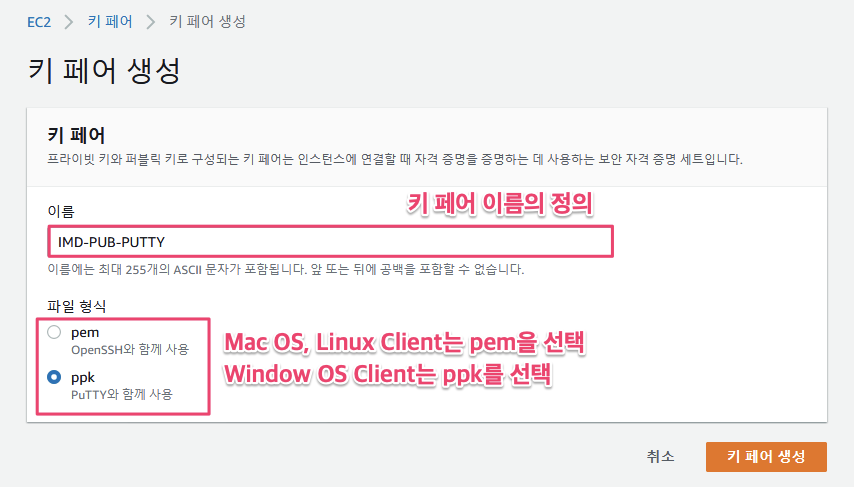 EC2 > 키 페어 > 키 페어 생성
키 페어 생성
키 페어
프라이빗 키와 퍼블릭 키로 구성되는 키 페어는 인스턴스에 연결할 때 자격 증명을 증명하는 데 사용하는 보안 자격 증명 세트입니다.
키 페어 이름의 정의
이름
IMD-PUB-PUTTY
이름에는 최대 255개의 ASCII 문자가 포함됩니다. 앞 또는 뒤에 공백을 포함할 수 없습니다.
파일 형식
pem
OpenSSH와 함께 사용
ppk
PuTTY와 함께 사용
Mac OS, Linux Client는 pem을 선택
Window OS Client는 ppk를 선택
취소
키 페어 생성